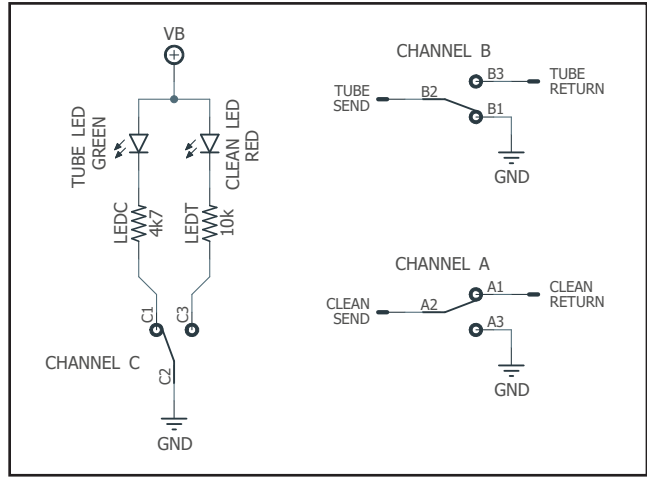 VB
TUBE LED
GREEN
CLEAN LED
RED
LEDC
4k7
LEDT
10k
C1
C3
CHANNEL C
C2
GND
CHANNEL B
TUBE
SEND
B2
B3
TUBE
RETURN
B1
GND
CHANNEL A
CLEAN
SEND
A2
A1
CLEAN
RETURN
A3
GND